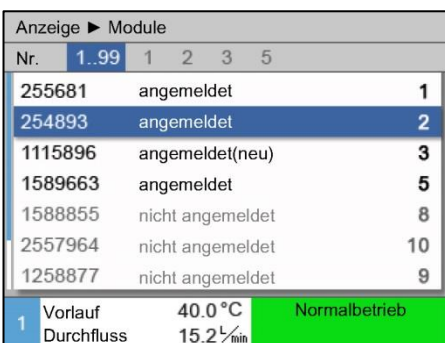 Anzeige ► Module
Nr. 1..99 1 2 3 5
255681 angemeldet 1
254893 angemeldet 2
1115896 angemeldet(neu) 3
1589663 angemeldet 5
1588855 nicht angemeldet 8
2557964 nicht angemeldet 10
1258877 nicht angemeldet 9
1 Vorlauf 40.0 °C Normalbetrieb
Durchfluss 15.2 L/min